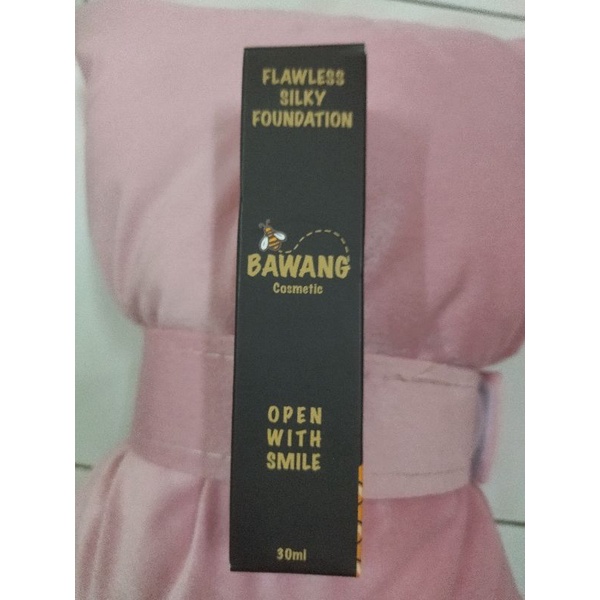 FLAWLESS
SILKY
FOUNDATION
BAWANG
Cosmetic
OPEN
WITH
SMILE
30ml